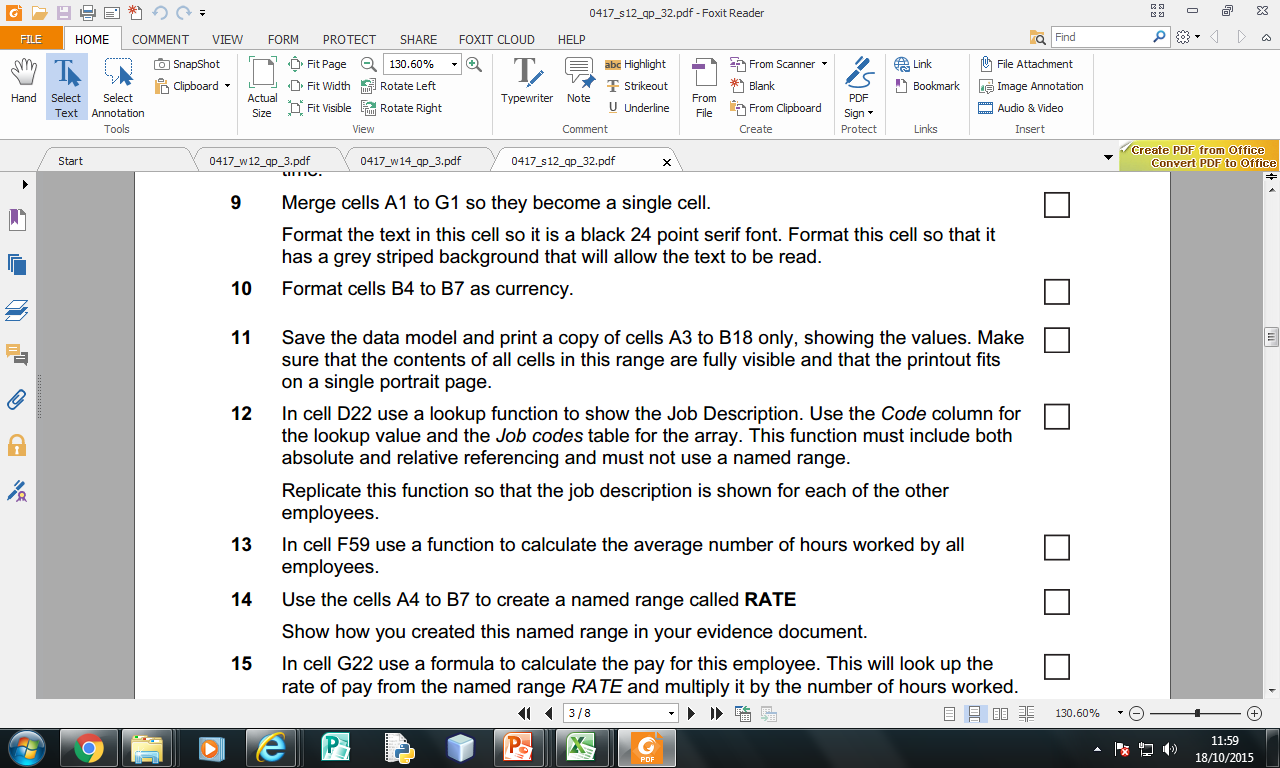 0417_s12_qp_32.pdf - Foxit Reader
FILE HOME COMMENT VIEW FORM PROTECT SHARE FOXIT CLOUD HELP Find
Hand
Select
Text
Select
Annotation
SnapShot
Clipboard
Tools
Actual
Size
Fit Page
Fit Width
Fit Visible
130.60%
Rotate Left
Rotate Right
View
Typewriter
Note
abc Highlight
Strikeout
Underline
Comment
From
File
From Scanner
Blank
From Clipboard
Create
PDF
Sign
Protect
Link
Bookmark
Links
File Attachment
Image Annotation
Audio & Video
Insert
Start 0417_w12_qp_3.pdf 0417_w14_qp_3.pdf 0417_s12_qp_32.pdf
Create PDF from Office
Convert PDF to Office
time.
9 Merge cells A1 to G1 so they become a single cell.
Format the text in this cell so it is a black 24 point serif font. Format this cell so that it
has a grey striped background that will allow the text to be read.
10 Format cells B4 to B7 as currency.
11 Save the data model and print a copy of cells A3 to B18 only, showing the values. Make
sure that the contents of all cells in this range are fully visible and that the printout fits
on a single portrait page.
12 In cell D22 use a lookup function to show the Job Description. Use the Code column for
the lookup value and the Job codes table for the array. This function must include both
absolute and relative referencing and must not use a named range.
Replicate this function so that the job description is shown for each of the other
employees.
13 In cell F59 use a function to calculate the average number of hours worked by all
employees.
14 Use the cells A4 to B7 to create a named range called RATE
Show how you created this named range in your evidence document.
15 In cell G22 use a formula to calculate the pay for this employee. This will look up the
rate of pay from the named range RATE and multiply it by the number of hours worked.
3 / 8 130.60%
PDF
11:59
18/10/2015